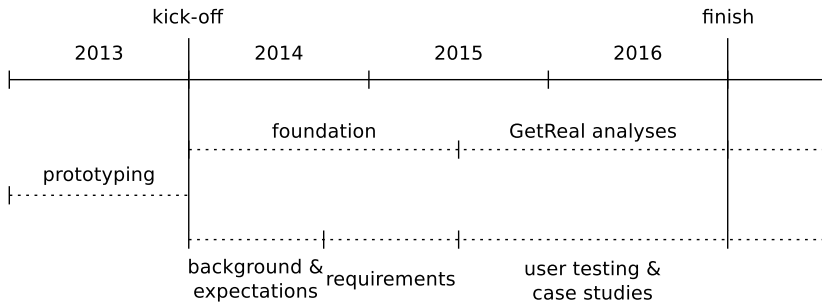 kick-off finish
2013 2014 2015 2016
foundation GetReal analyses
prototyping
background &
expectations
requirements
user testing &
case studies